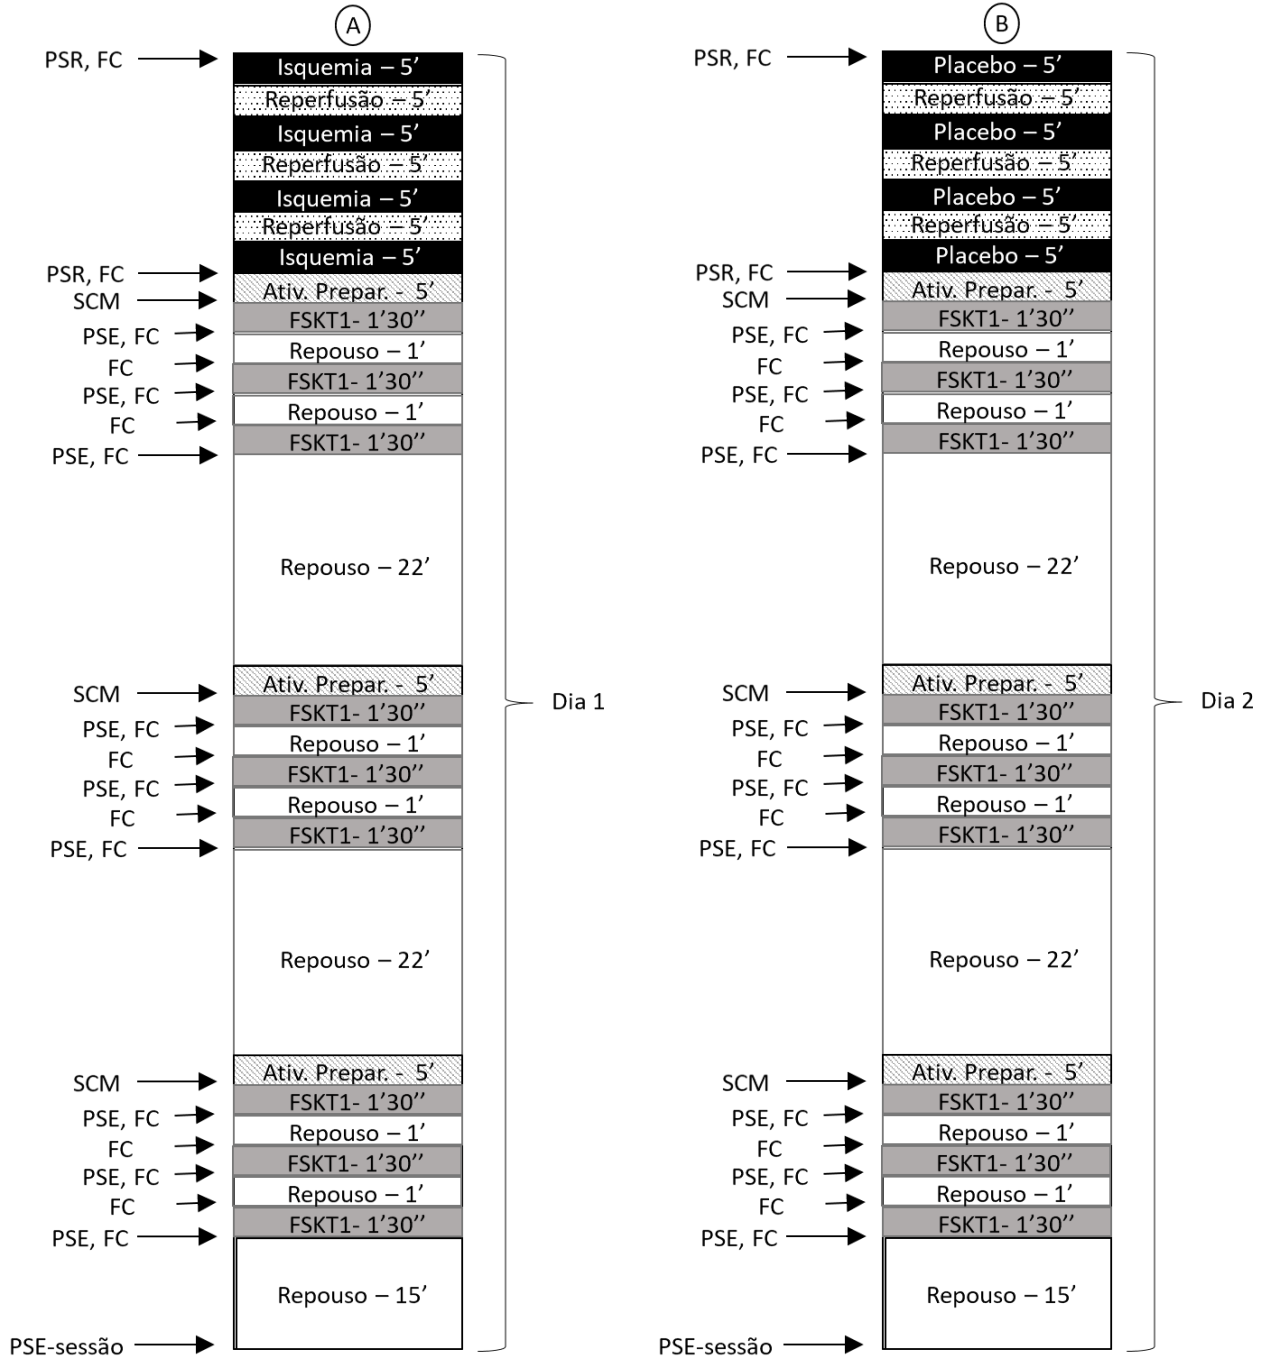 A
PSR, FC
Isquemia – 5’
Reperfusão – 5’
Isquemia – 5’
Reperfusão – 5’
Isquemia – 5’
Reperfusão – 5’
Isquemia – 5’
PSR, FC
Ativ. Prepar. - 5’
SCM
FSKT1- 1’30’’
PSE, FC
Repouso – 1’
FC
FSKT1- 1’30’’
PSE, FC
Repouso – 1’
FC
FSKT1- 1’30’’
PSE, FC
Repouso – 22’
Ativ. Prepar. - 5’
SCM
FSKT1- 1’30’’
PSE, FC
Repouso – 1’
FC
FSKT1- 1’30’’
PSE, FC
Repouso – 1’
FC
FSKT1- 1’30’’
PSE, FC
Repouso – 22’
Ativ. Prepar. - 5’
SCM
FSKT1- 1’30’’
PSE, FC
Repouso – 1’
FC
FSKT1- 1’30’’
PSE, FC
Repouso – 1’
FC
FSKT1- 1’30’’
PSE, FC
Repouso – 15’
PSE-sessão
Dia 1
B
PSR, FC
Placebo – 5’
Reperfusão – 5’
Placebo – 5’
Reperfusão – 5’
Placebo – 5’
Reperfusão – 5’
Placebo – 5’
PSR, FC
Ativ. Prepar. - 5’
SCM
FSKT1- 1’30’’
PSE, FC
Repouso – 1’
FC
FSKT1- 1’30’’
PSE, FC
Repouso – 1’
FC
FSKT1- 1’30’’
PSE, FC
Repouso – 22’
Ativ. Prepar. - 5’
SCM
FSKT1- 1’30’’
PSE, FC
Repouso – 1’
FC
FSKT1- 1’30’’
PSE, FC
Repouso – 1’
FC
FSKT1- 1’30’’
PSE, FC
Repouso – 22’
Ativ. Prepar. - 5’
SCM
FSKT1- 1’30’’
PSE, FC
Repouso – 1’
FC
FSKT1- 1’30’’
PSE, FC
Repouso – 1’
FC
FSKT1- 1’30’’
PSE, FC
Repouso – 15’
PSE-sessão
Dia 2